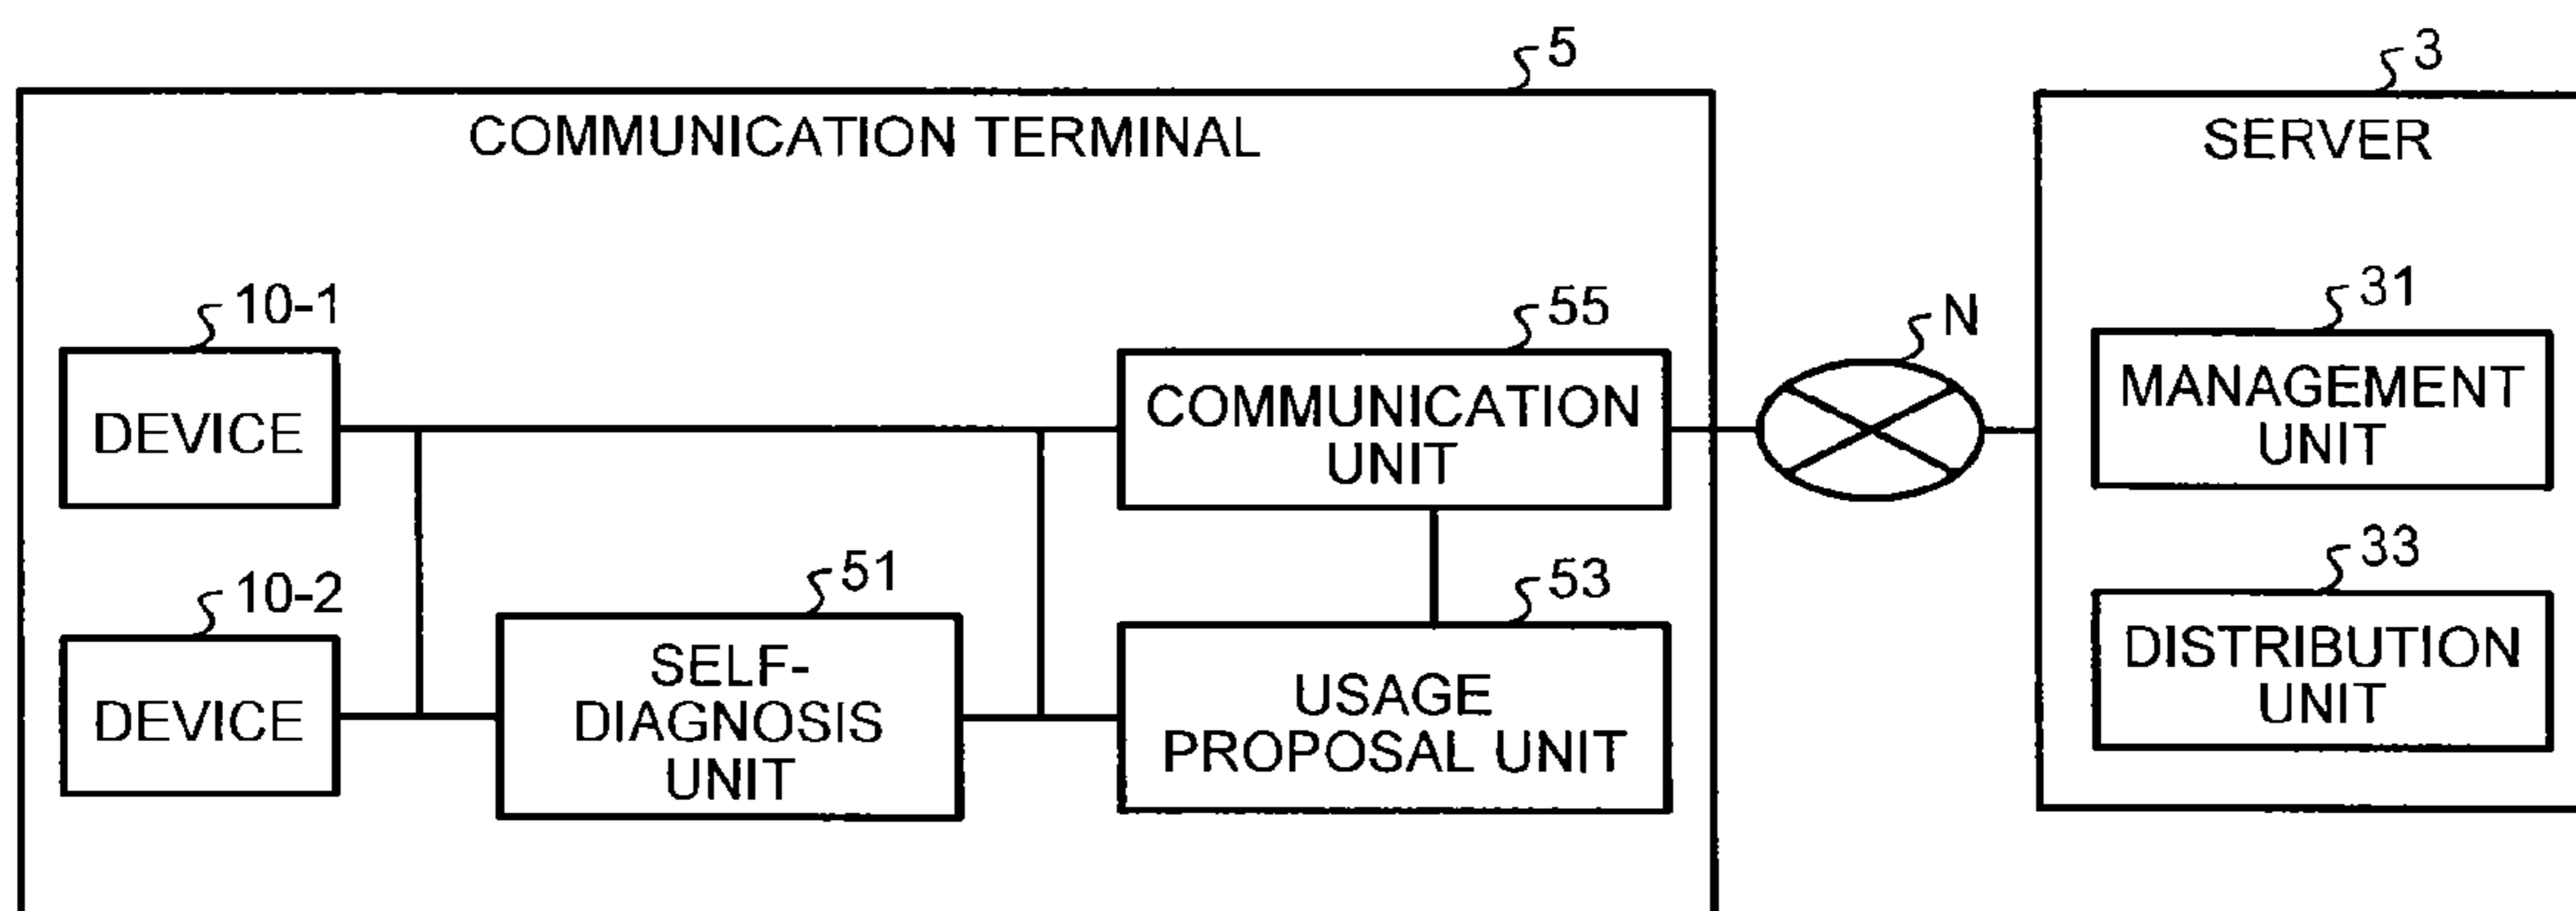 5
3
COMMUNICATION TERMINAL
SERVER
10-1
55
N
31
DEVICE
COMMUNICATION
UNIT
MANAGEMENT
UNIT
10-2
51
53
33
DEVICE
SELF-
DIAGNOSIS
UNIT
USAGE
PROPOSAL UNIT
DISTRIBUTION
UNIT